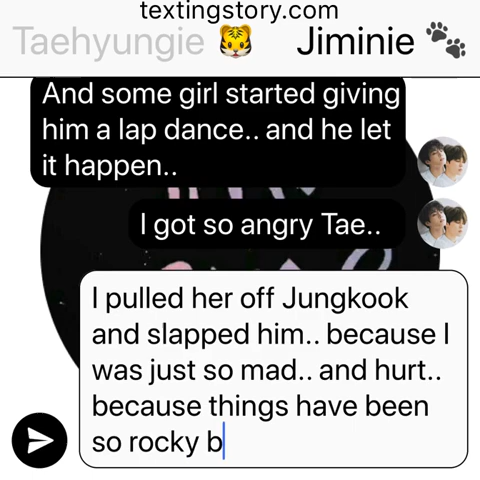 textingstory.com
Taehyungie 🐯 Jiminie 🐾
And some girl started giving
him a lap dance.. and he let
it happen..
I got so angry Tae..
I pulled her off Jungkook
and slapped him.. because I
was just so mad.. and hurt..
because things have been
so rocky b